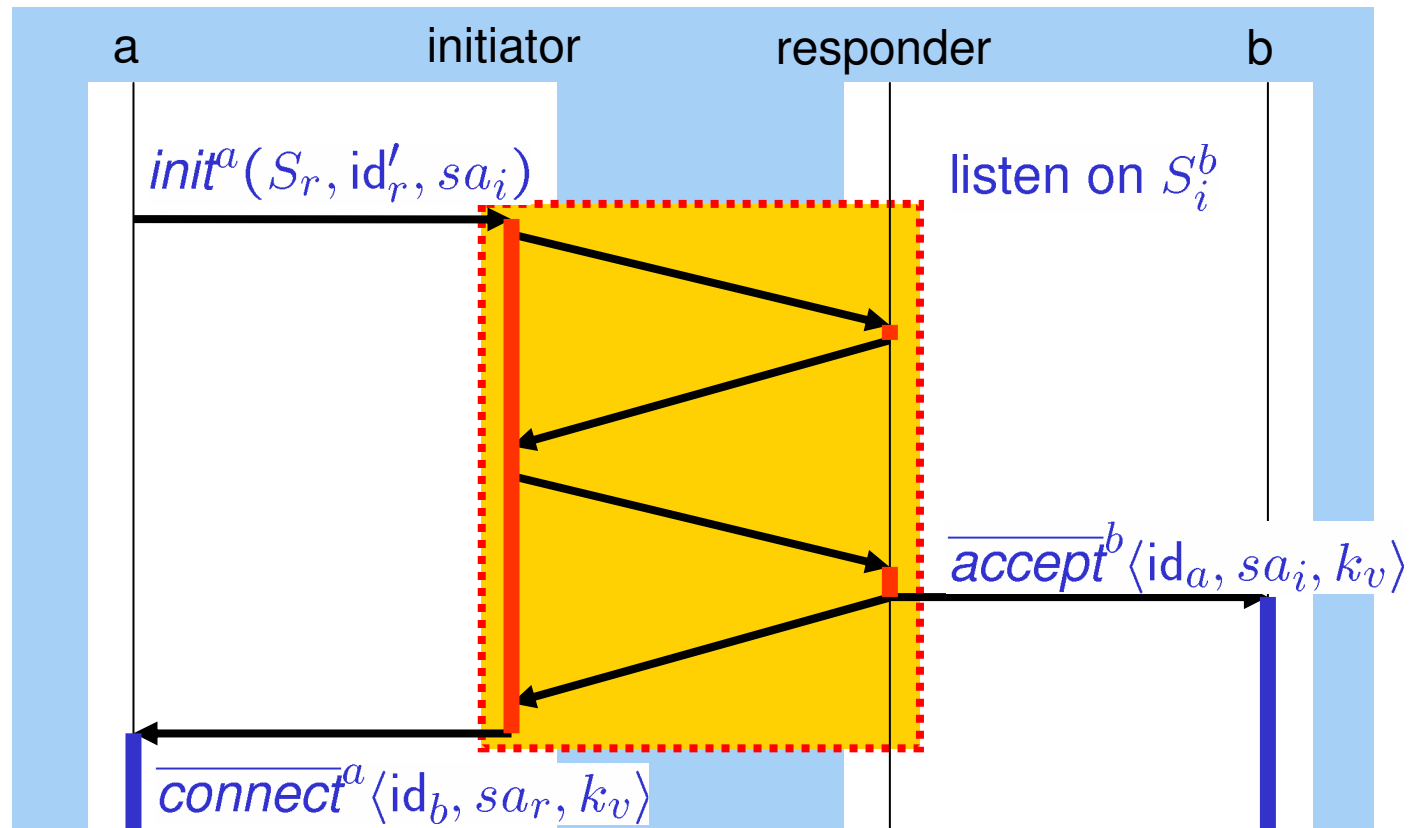 a initiator responder b
init^a(S_r, id′_r, sa_i)
listen on S_i^b
accept^b⟨id_a, sa_i, k_v⟩
connect^a⟨id_b, sa_r, k_v⟩